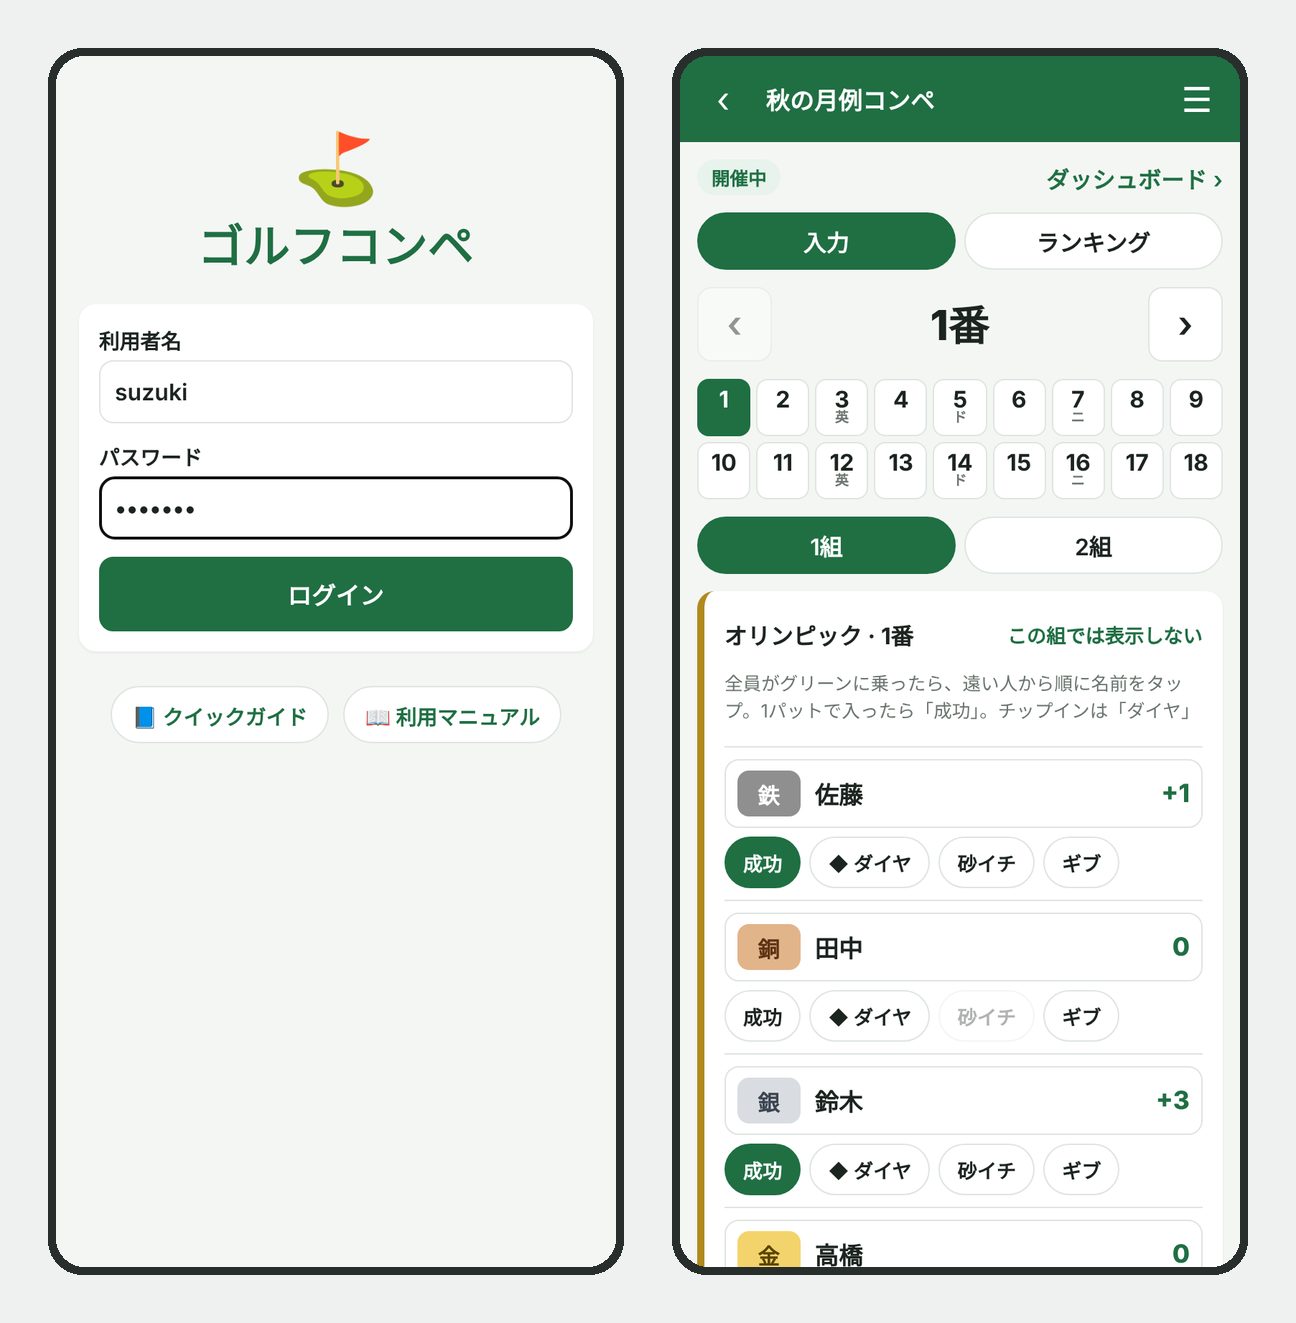 ゴルフコンペ
利用者名
suzuki
パスワード
•••••••
ログイン
📘 クイックガイド
📖 利用マニュアル
‹ 秋の月例コンペ ☰
開催中
ダッシュボード ›
入力
ランキング
‹ 1番 ›
1 2 3 4 5 6 7 8 9
英 ド ニ
10 11 12 13 14 15 16 17 18
英 ド ニ
1組
2組
オリンピック · 1番
この組では表示しない
全員がグリーンに乗ったら、遠い人から順に名前をタッ
プ。1パットで入ったら「成功」。チップインは「ダイヤ」
鉄 佐藤 +1
成功 ◆ ダイヤ 砂イチ ギブ
銅 田中 0
成功 ◆ ダイヤ 砂イチ ギブ
銀 鈴木 +3
成功 ◆ ダイヤ 砂イチ ギブ
金 高橋 0